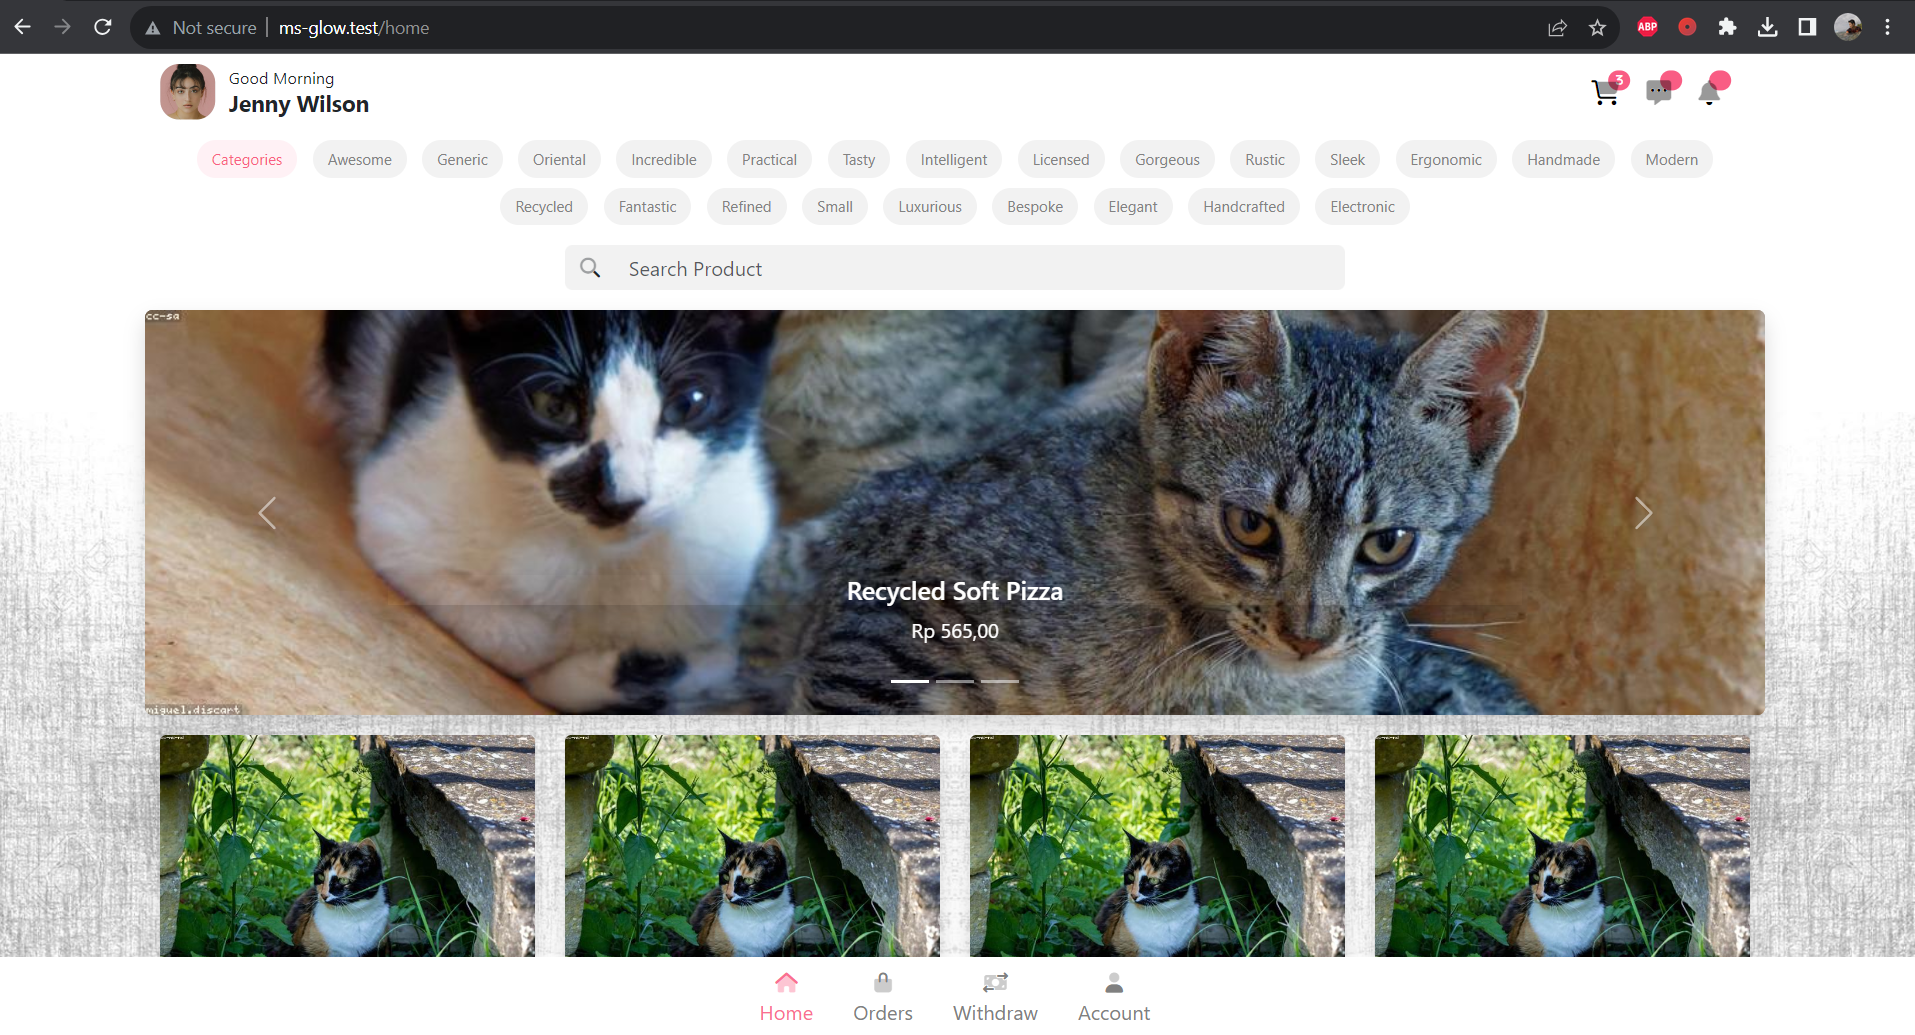 Not secure | ms-glow.test/home
ABP
Good Morning
Jenny Wilson
3
Categories Awesome Generic Oriental Incredible Practical Tasty Intelligent Licensed Gorgeous Rustic Sleek Ergonomic Handmade Modern
Recycled Fantastic Refined Small Luxurious Bespoke Elegant Handcrafted Electronic
Search Product
cc-sa
Recycled Soft Pizza
Rp 565,00
miguel.discart
Home Orders Withdraw Account